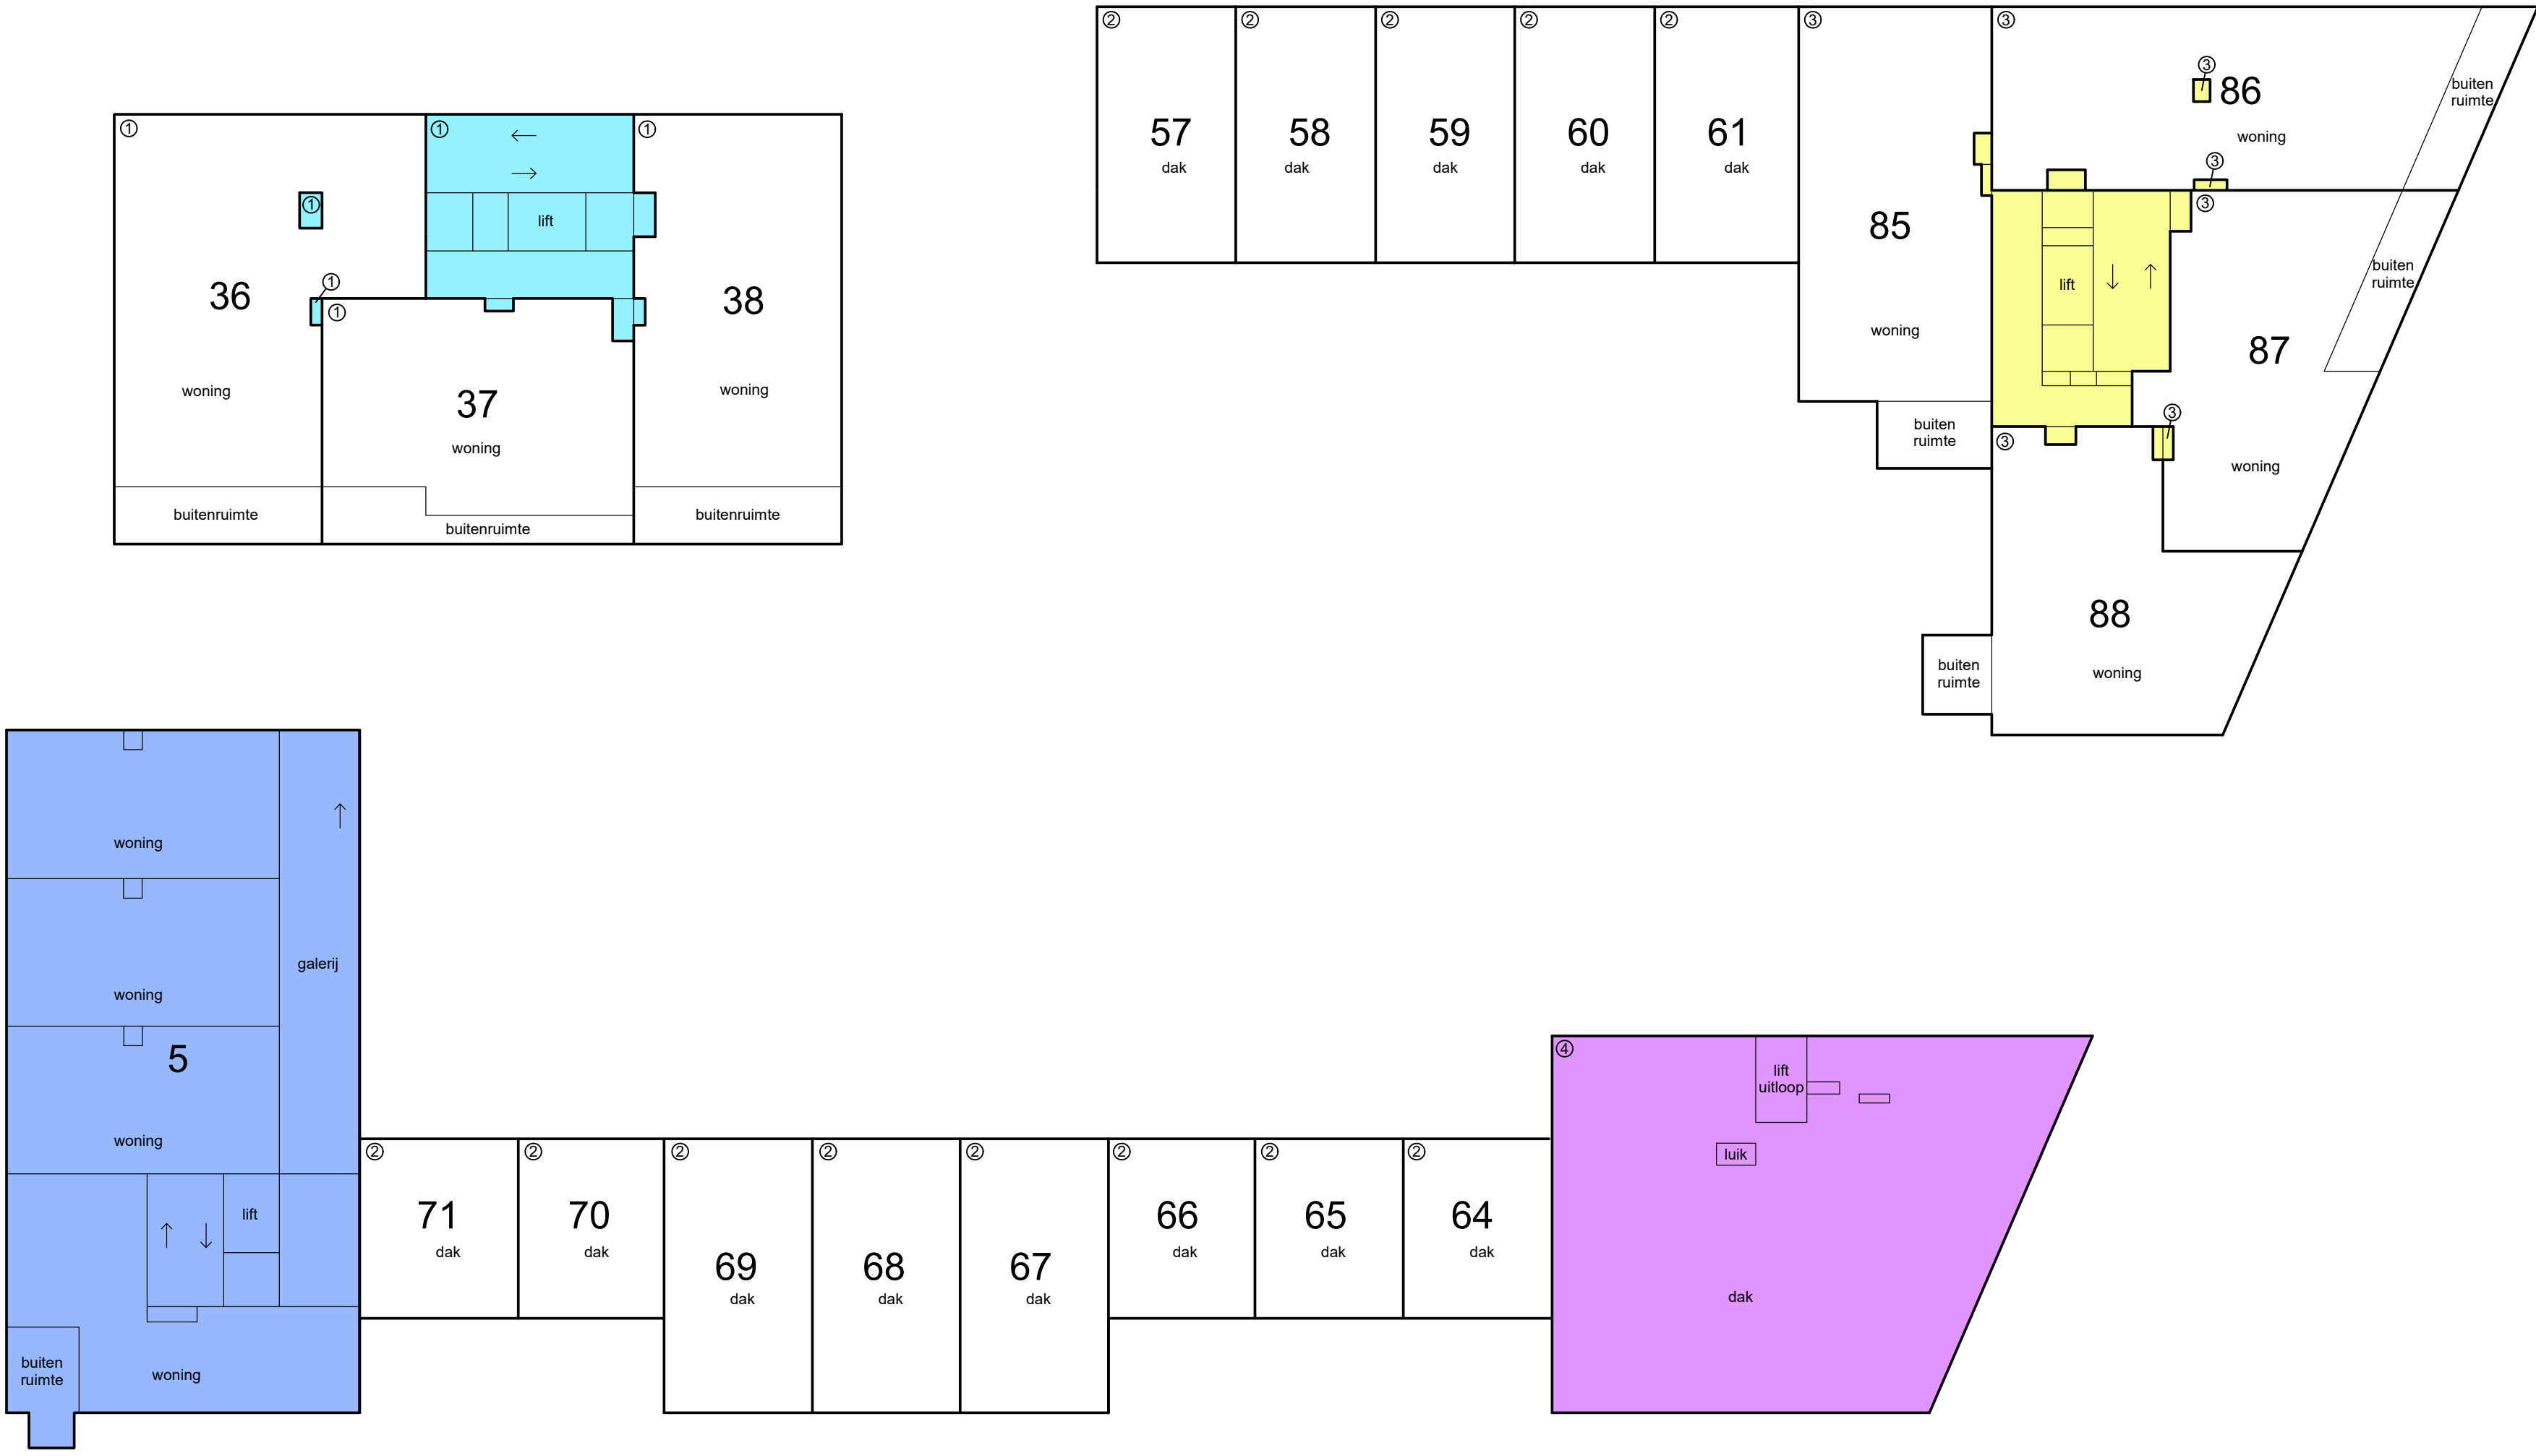 ② ② ② ② ② ③ ③
57 58 59 60 61
dak dak dak dak dak
85
woning
buiten
ruimte
③
86
woning
buiten
ruimte
③
③
buiten
ruimte
lift
87
woning
③
③
88
woning
buiten
ruimte
① ① ①
①
36
woning
buitenruimte
lift
①
①
37
woning
buitenruimte
38
woning
buitenruimte
woning
woning
galerij
5
woning
lift
buiten
ruimte
woning
② ② ② ② ② ② ② ②
71 70 69 68 67 66 65 64
dak dak dak dak dak dak dak dak
④
lift
uitloop
luik
dak